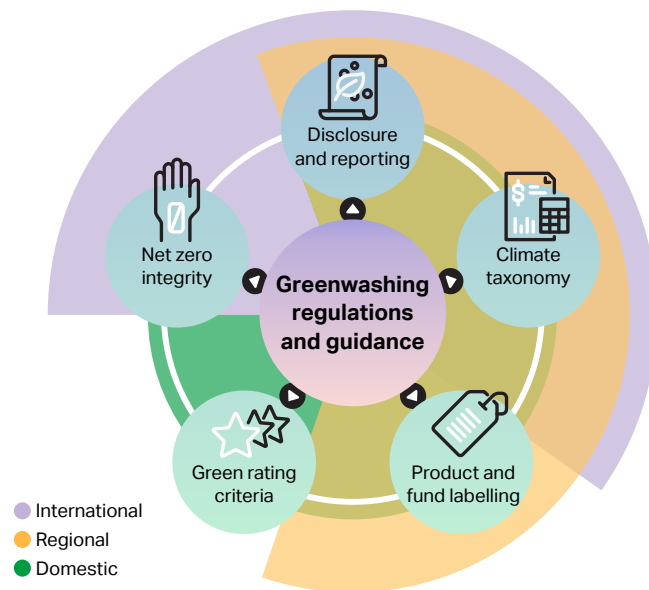 Disclosure
and reporting
Net zero
integrity
Climate
taxonomy
Greenwashing
regulations
and guidance
Green rating
criteria
Product and
fund labelling
International
Regional
Domestic